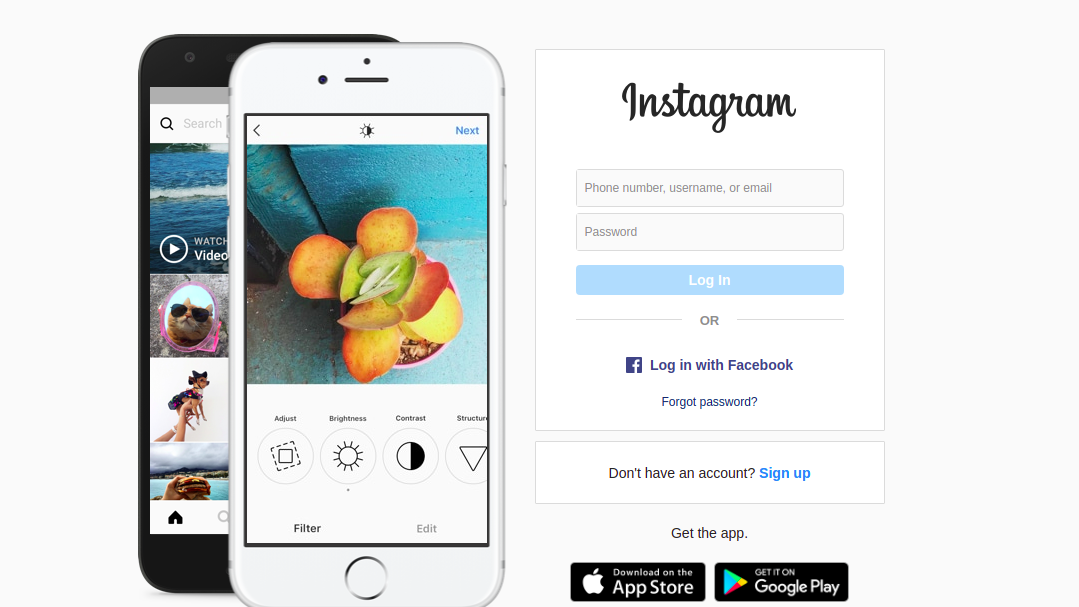 Search
WATCH
Video
Next
Adjust
Brightness
Contrast
Structure
Filter
Edit
Instagram
Phone number, username, or email
Password
Log In
OR
Log in with Facebook
Forgot password?
Don't have an account? Sign up
Get the app.
Download on the
App Store
GET IT ON
Google Play